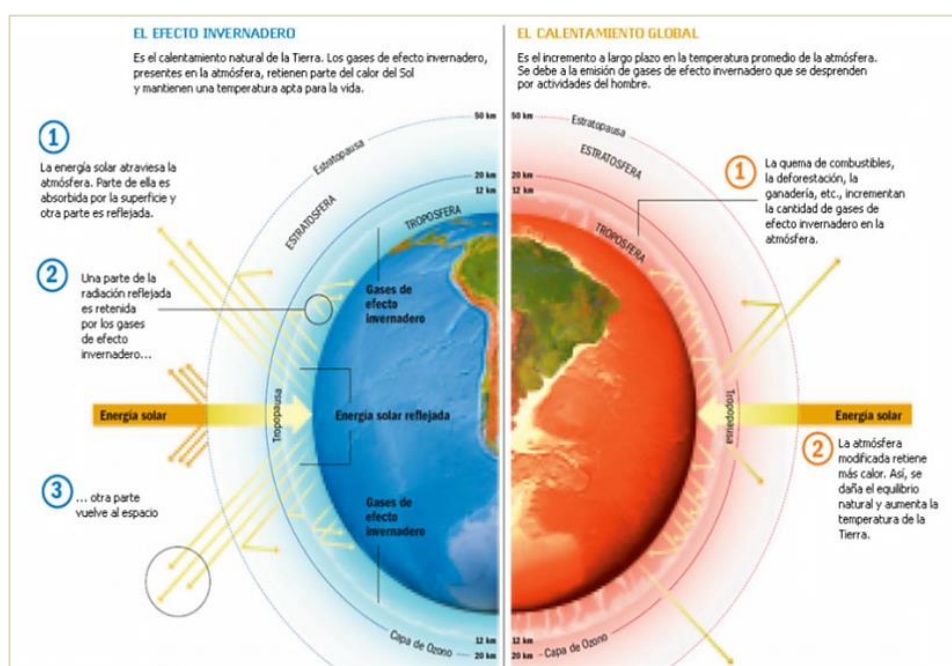 EL EFECTO INVERNADERO
Es el calentamiento natural de la Tierra. Los gases de efecto invernadero,
presentes en la atmósfera, retienen parte del calor del Sol
y mantienen una temperatura apta para la vida.
1
La energía solar atraviesa la
atmósfera. Parte de ella es
absorbida por la superficie y
otra parte es reflejada.
2
Una parte de la
radiación reflejada
es retenida
por los gases
de efecto
invernadero...
Energía solar
3
... otra parte
vuelve al espacio
50 km
20 km
12 km
Estratopausa
ESTRATOSFERA
TROPOSFERA
Gases de
efecto
invernadero
Tropopausa
Energía solar reflejada
Gases de
efecto
invernadero
Capa de Ozono
12 km
20 km
EL CALENTAMIENTO GLOBAL
Es el incremento a largo plazo en la temperatura promedio de la atmósfera.
Se debe a la emisión de gases de efecto invernadero que se desprenden
por actividades del hombre.
50 km
20 km
12 km
Estratopausa
ESTRATOSFERA
TROPOSFERA
1
La quema de combustibles,
la deforestación, la
ganadería, etc., incrementan
la cantidad de gases de
efecto invernadero en la
atmósfera.
Tropopausa
Energía solar
2
La atmósfera
modificada retiene
más calor. Así, se
daña el equilibrio
natural y aumenta la
temperatura de la
Tierra.
12 km
20 km
Capa de Ozono